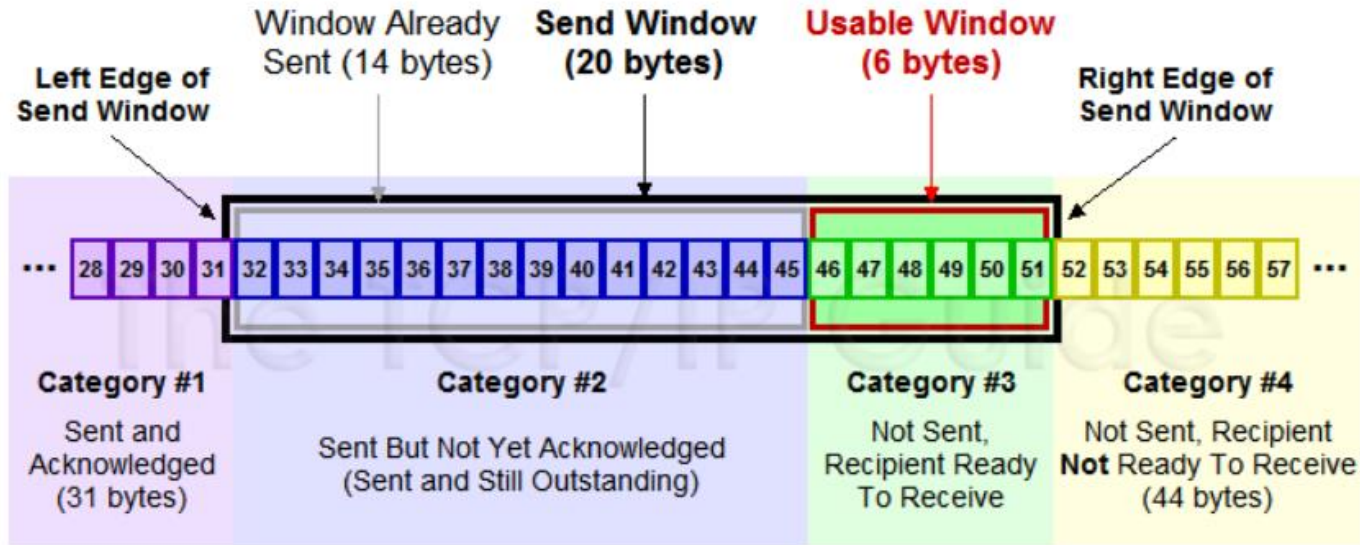 Window Already
Sent (14 bytes)
Send Window
(20 bytes)
Usable Window
(6 bytes)
Left Edge of
Send Window
Right Edge of
Send Window
... 28 29 30 31 32 33 34 35 36 37 38 39 40 41 42 43 44 45 46 47 48 49 50 51 52 53 54 55 56 57 ...
The TCP/IP Guide
Category #1
Sent and
Acknowledged
(31 bytes)
Category #2
Sent But Not Yet Acknowledged
(Sent and Still Outstanding)
Category #3
Not Sent,
Recipient Ready
To Receive
Category #4
Not Sent, Recipient
Not Ready To Receive
(44 bytes)